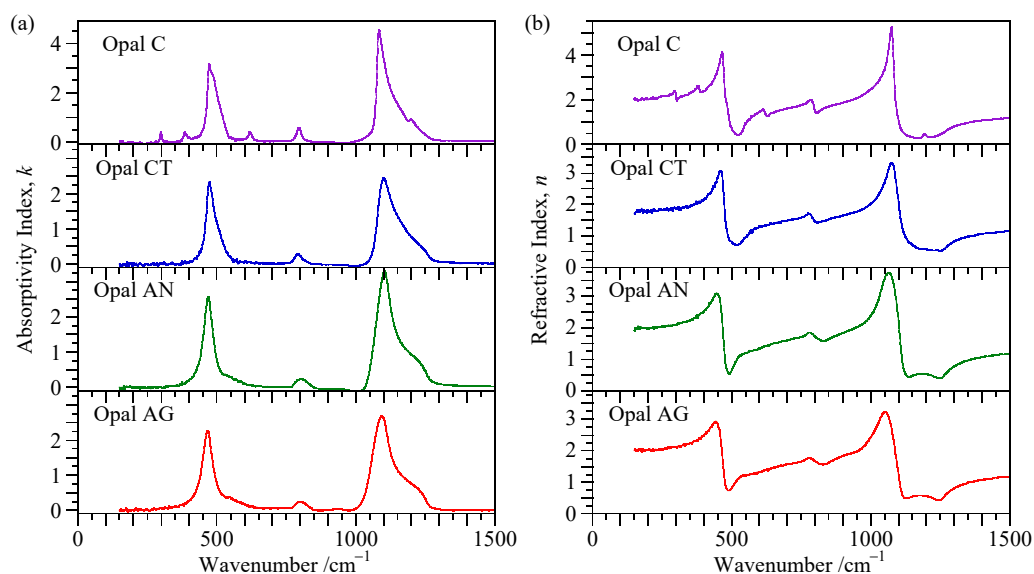 (a)
Opal C
4
2
0
Opal CT
2
1
0
Opal AN
3
2
1
0
Opal AG
2
1
0
0
500
1000
1500
Wavenumber /cm⁻¹
Absorptivity Index, k
(b)
Opal C
4
2
0
Opal CT
3
2
1
0
Opal AN
3
2
1
0
Opal AG
3
2
1
0
0
500
1000
1500
Wavenumber /cm⁻¹
Refractive Index, n